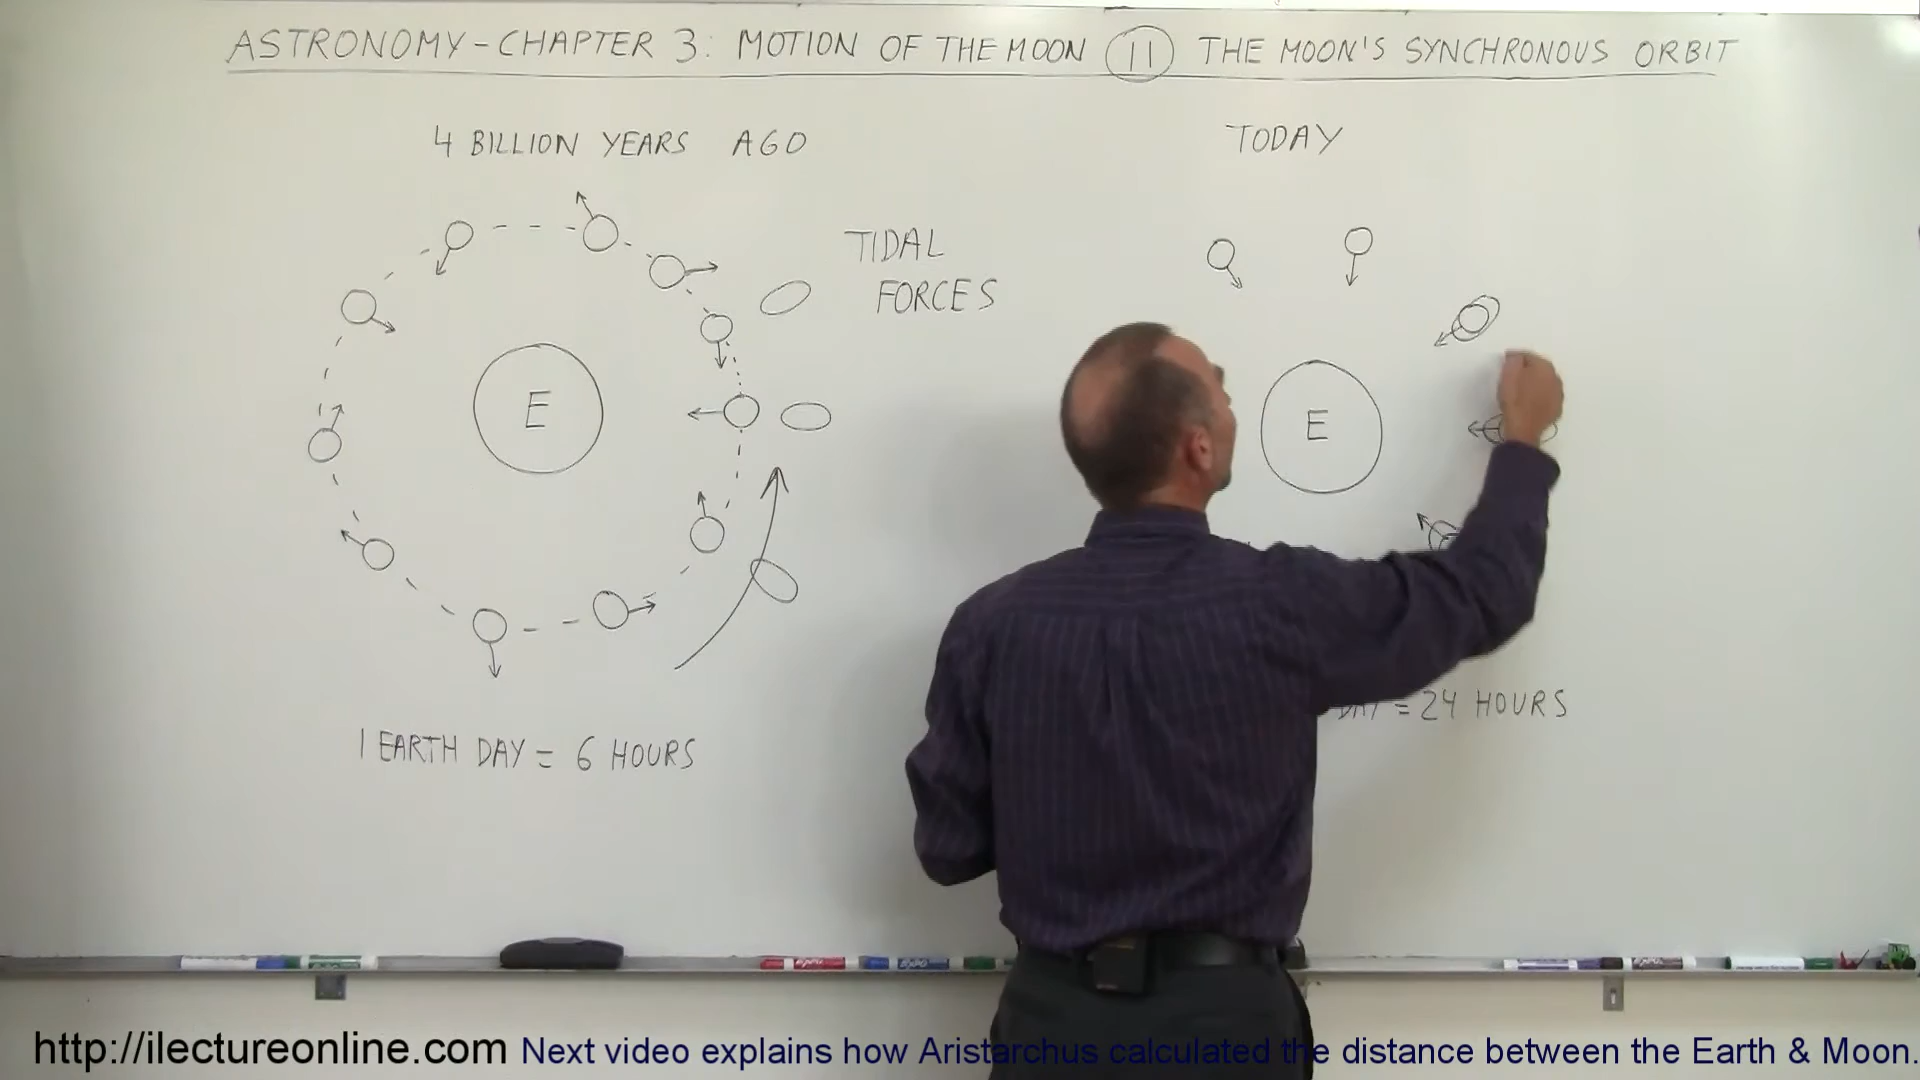 ASTRONOMY - CHAPTER 3: MOTION OF THE MOON 11 THE MOON'S SYNCHRONOUS ORBIT
4 BILLION YEARS AGO
TIDAL
FORCES
E
1 EARTH DAY = 6 HOURS
TODAY
E
DAY = 24 HOURS
http://ilectureonline.com Next video explains how Aristarchus calculated the distance between the Earth & Moon.